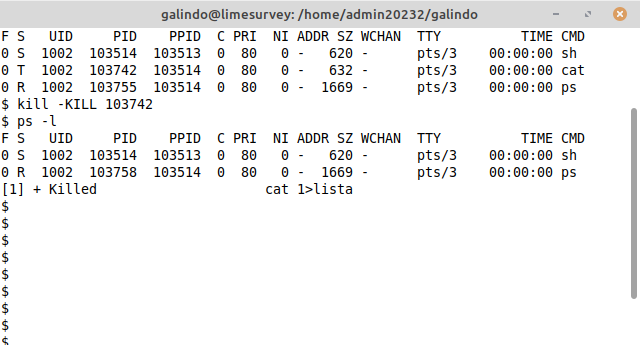 galindo@limesurvey: /home/admin20232/galindo
F S   UID     PID    PPID  C PRI  NI ADDR SZ WCHAN  TTY          TIME CMD
0 S  1002  103514  103513  0  80   0 -   620 -      pts/3    00:00:00 sh
0 T  1002  103742  103514  0  80   0 -   632 -      pts/3    00:00:00 cat
0 R  1002  103755  103514  0  80   0 -  1669 -      pts/3    00:00:00 ps
$ kill -KILL 103742
$ ps -l
F S   UID     PID    PPID  C PRI  NI ADDR SZ WCHAN  TTY          TIME CMD
0 S  1002  103514  103513  0  80   0 -   620 -      pts/3    00:00:00 sh
0 R  1002  103758  103514  0  80   0 -  1669 -      pts/3    00:00:00 ps
[1] + Killed                     cat 1>lista
$
$
$
$
$
$
$
$
$